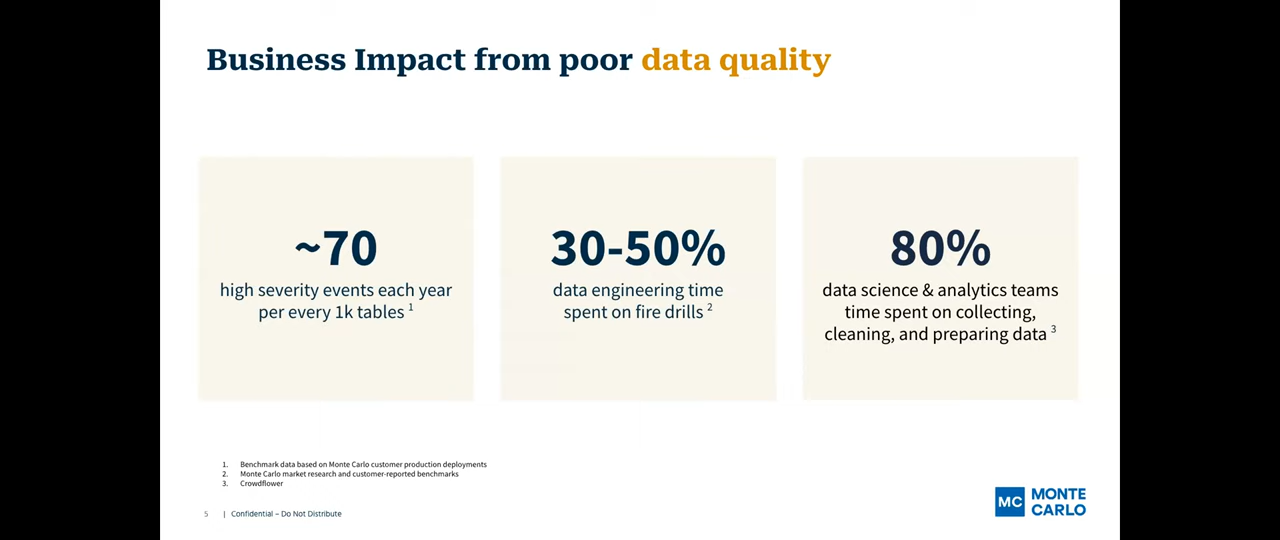 Business Impact from poor data quality
~70
high severity events each year
per every 1k tables 1
30-50%
data engineering time
spent on fire drills 2
80%
data science & analytics teams
time spent on collecting,
cleaning, and preparing data 3
1. Benchmark data based on Monte Carlo customer production deployments
2. Monte Carlo market research and customer-reported benchmarks
3. Crowdflower
5 | Confidential – Do Not Distribute
MC MONTE
CARLO